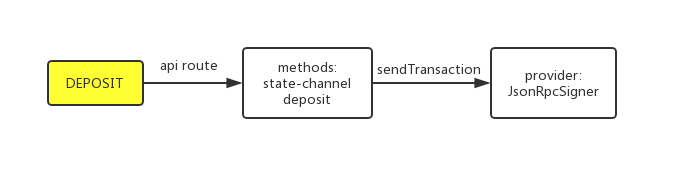 DEPOSIT
api route
methods:
state-channel
deposit
sendTransaction
provider:
JsonRpcSigner